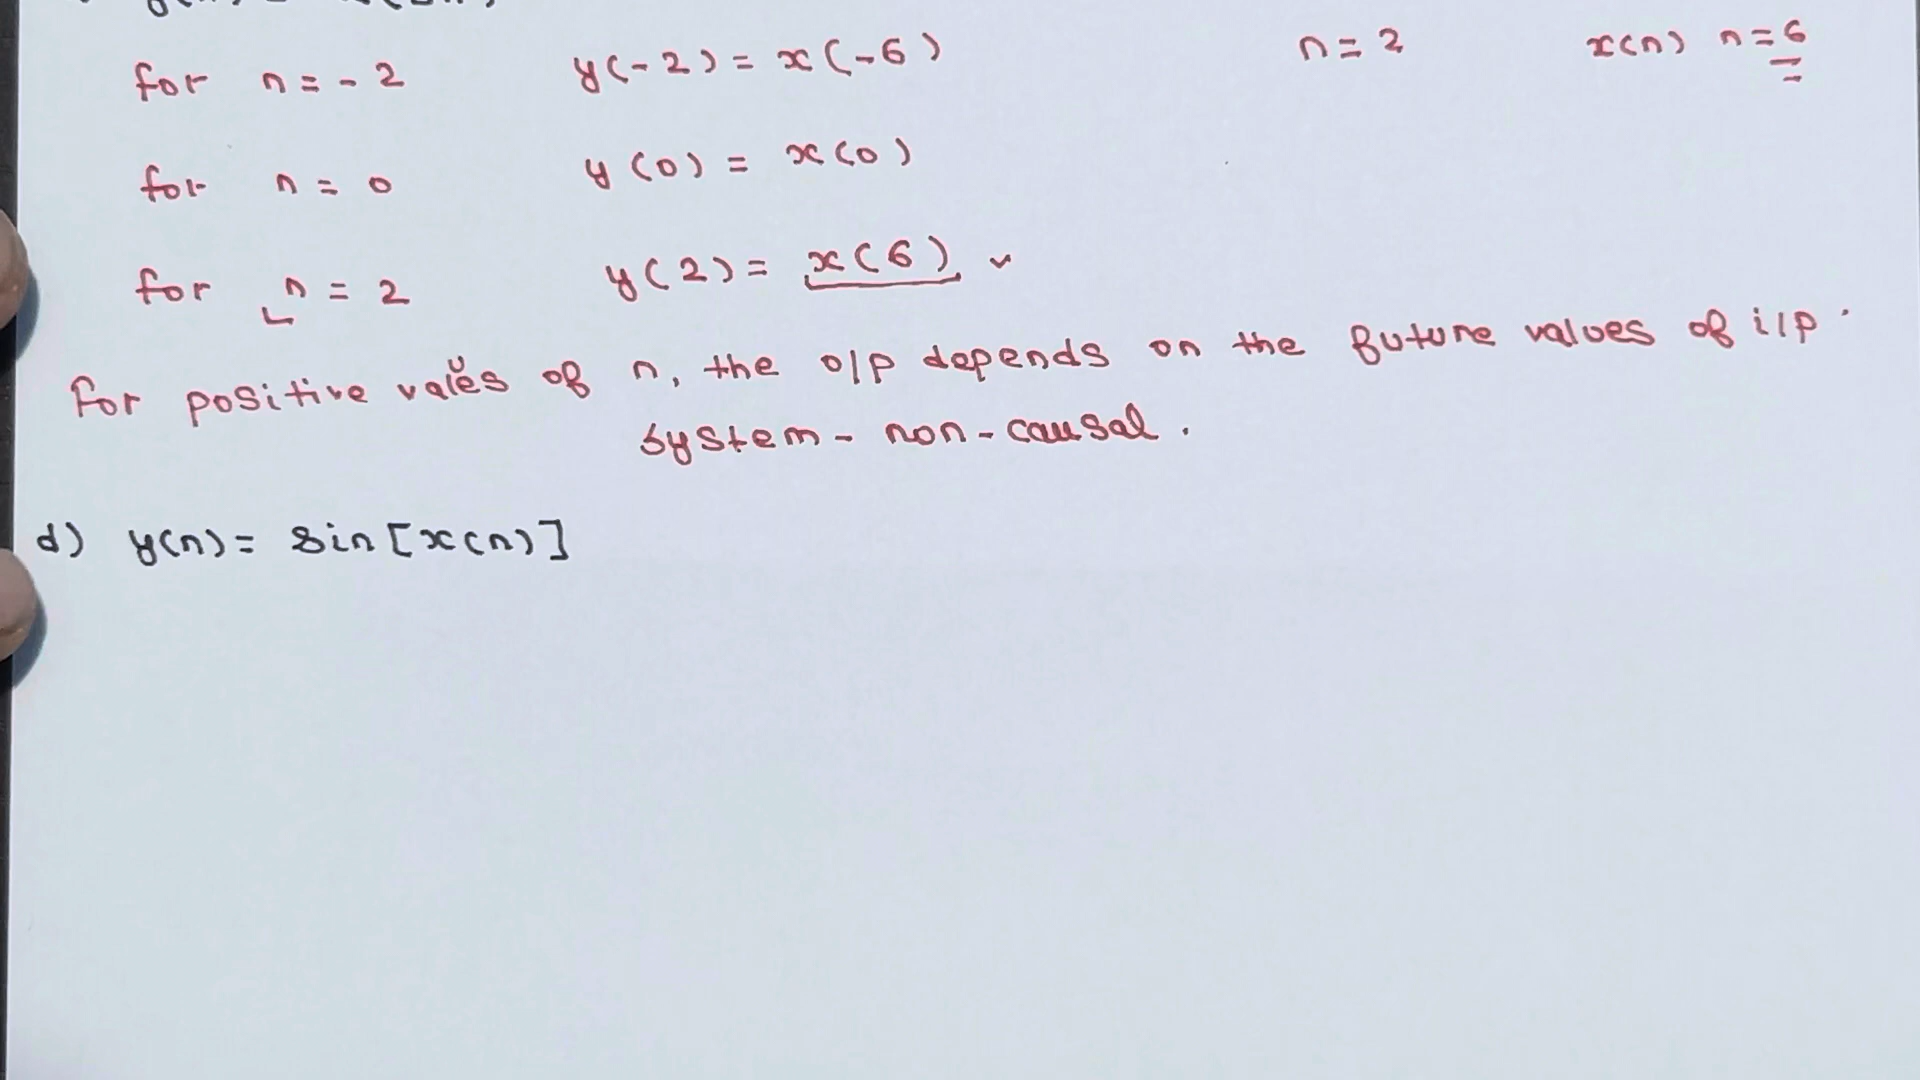 for n = - 2 y(-2) = x(-6) n = 2 x(n) n = 6
for n = 0 y(0) = x(0)
for n = 2 y(2) = x(6) ✓
For positive values of n, the o/p depends on the future values of i/p.
System - non-causal.
d) y(n) = sin[x(n)]